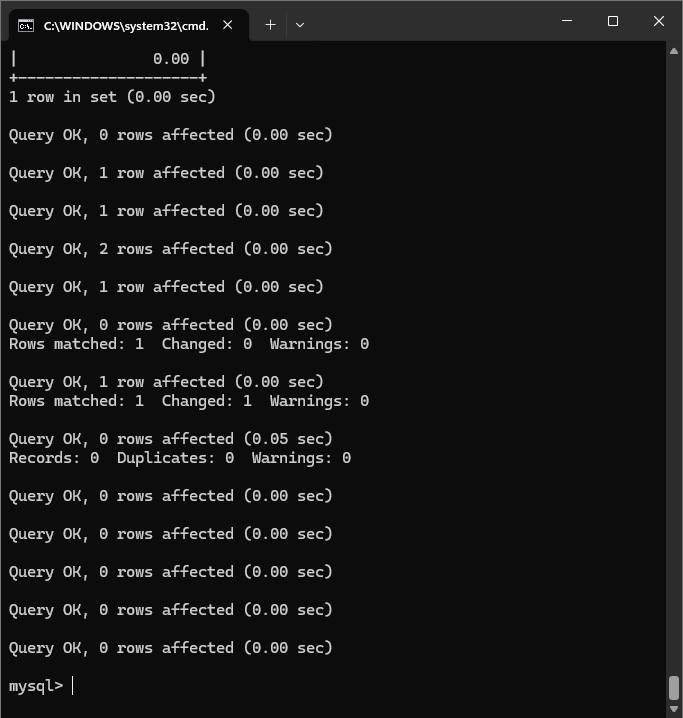 C:\WINDOWS\system32\cmd.
|                0.00 |
+--------------------+
1 row in set (0.00 sec)
Query OK, 0 rows affected (0.00 sec)
Query OK, 1 row affected (0.00 sec)
Query OK, 1 row affected (0.00 sec)
Query OK, 2 rows affected (0.00 sec)
Query OK, 1 row affected (0.00 sec)
Query OK, 0 rows affected (0.00 sec)
Rows matched: 1  Changed: 0  Warnings: 0
Query OK, 1 row affected (0.00 sec)
Rows matched: 1  Changed: 1  Warnings: 0
Query OK, 0 rows affected (0.05 sec)
Records: 0  Duplicates: 0  Warnings: 0
Query OK, 0 rows affected (0.00 sec)
Query OK, 0 rows affected (0.00 sec)
Query OK, 0 rows affected (0.00 sec)
Query OK, 0 rows affected (0.00 sec)
Query OK, 0 rows affected (0.00 sec)
mysql>